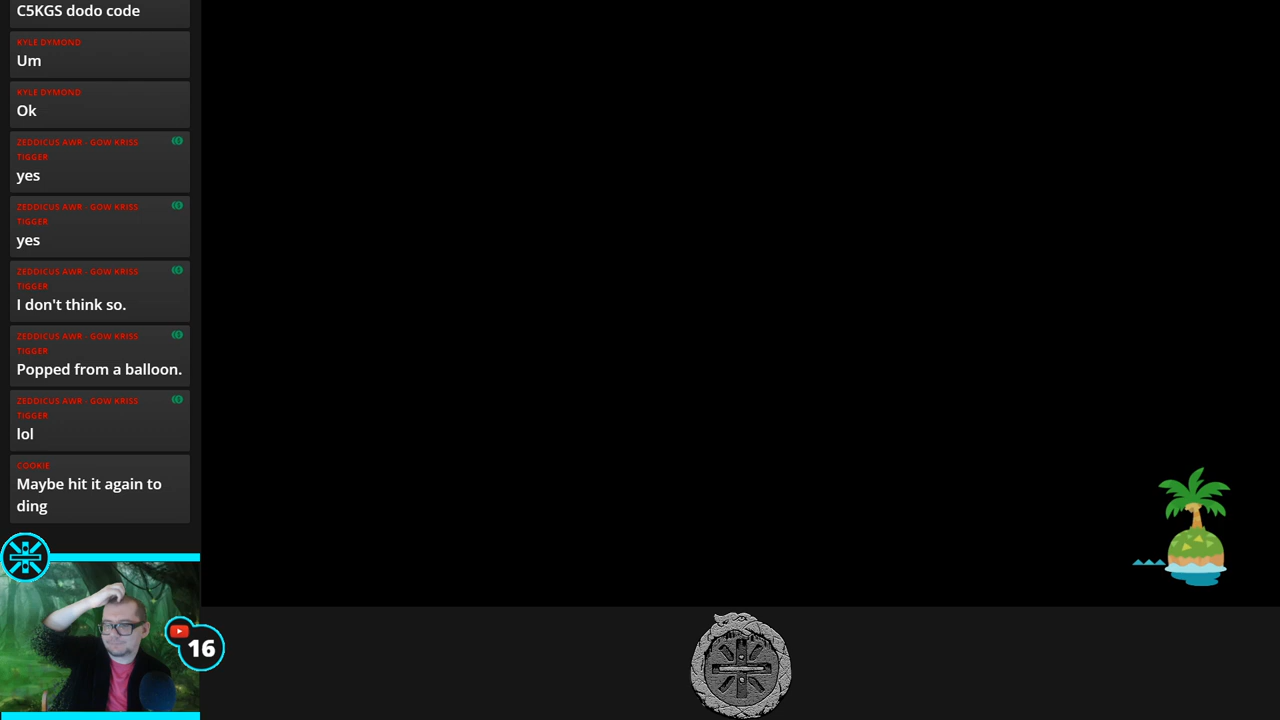 C5KGS dodo code
KYLE DYMOND
Um
KYLE DYMOND
Ok
ZEDDICUS AWR - GOW KRISS
TIGGER
yes
ZEDDICUS AWR - GOW KRISS
TIGGER
yes
ZEDDICUS AWR - GOW KRISS
TIGGER
I don't think so.
ZEDDICUS AWR - GOW KRISS
TIGGER
Popped from a balloon.
ZEDDICUS AWR - GOW KRISS
TIGGER
lol
COOKIE
Maybe hit it again to
ding
16